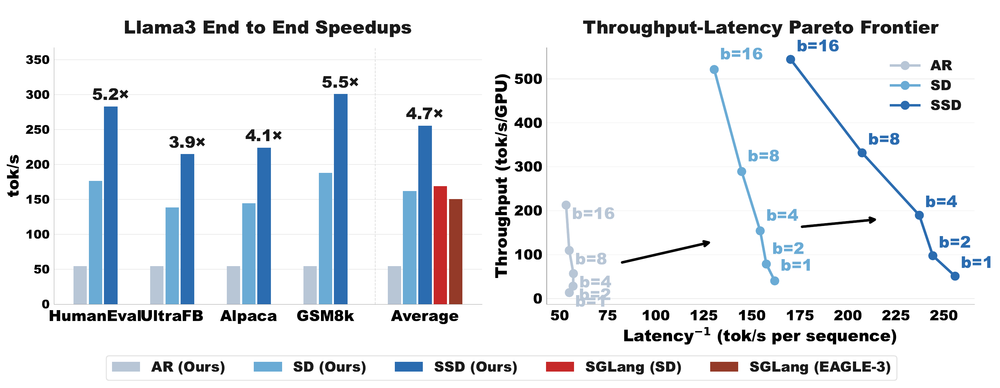 Llama3 End to End Speedups
tok/s
350
300
250
200
150
100
50
0
5.2×
3.9×
4.1×
5.5×
4.7×
HumanEval
UltraFB
Alpaca
GSM8k
Average
Throughput-Latency Pareto Frontier
Throughput (tok/s/GPU)
500
400
300
200
100
0
b=16
b=8
b=4
b=2
b=1
b=16
b=8
b=4
b=2
b=1
b=16
b=8
b=4
b=2
b=1
AR
SD
SSD
50
75
100
125
150
175
200
225
250
Latency⁻¹ (tok/s per sequence)
AR (Ours)
SD (Ours)
SSD (Ours)
SGLang (SD)
SGLang (EAGLE-3)